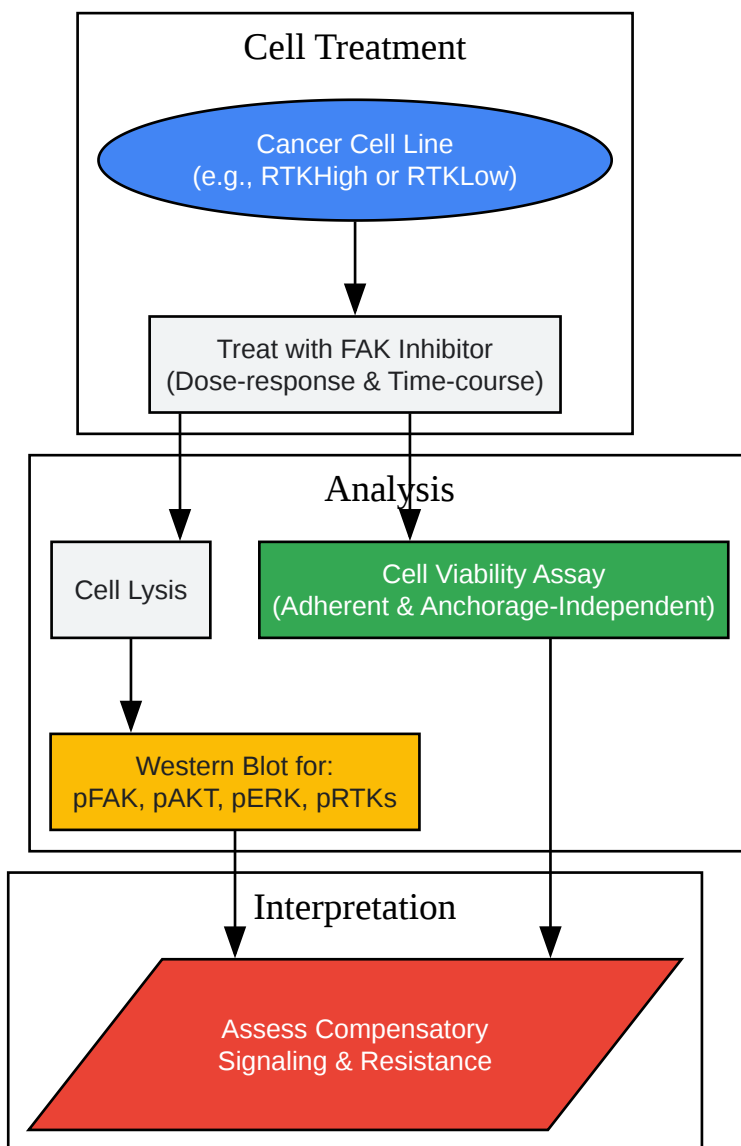 Cell Treatment
Cancer Cell Line
(e.g., RTKHigh or RTKLow)
Treat with FAK Inhibitor
(Dose-response & Time-course)
Analysis
Cell Lysis
Cell Viability Assay
(Adherent & Anchorage-Independent)
Western Blot for:
pFAK, pAKT, pERK, pRTKs
Interpretation
Assess Compensatory
Signaling & Resistance